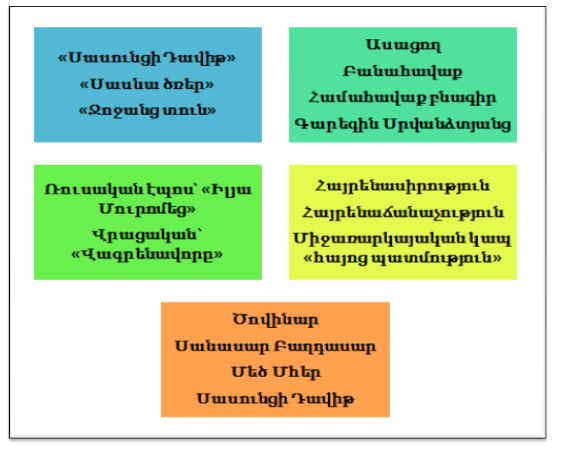 «Սասունցի Դավիթ»
«Սասնա ծռեր»
«Ջոջանց տուն»
Ասացող
Բանահավաք
Համահավաք բնագիր
Գարեգին Սրվանձտյանց
Ռուսական էպոս՝ «Իլյա
Մուրոմեց»
Վրացական՝
«Վագրենավորը»
Հայրենասիրություն
Հայրենաճանաչություն
Միջառարկայական կապ
«հայոց պատմություն»
Ծովինար
Սանասար Բաղդասար
Մեծ Մհեր
Սասունցի Դավիթ